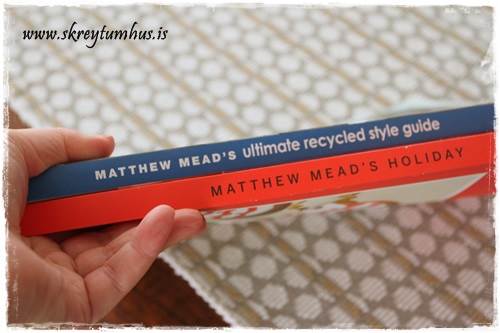 www.skreytumhus.is
MATTHEW MEAD'S ultimate recycled style guide
MATTHEW MEAD'S HOLIDAY